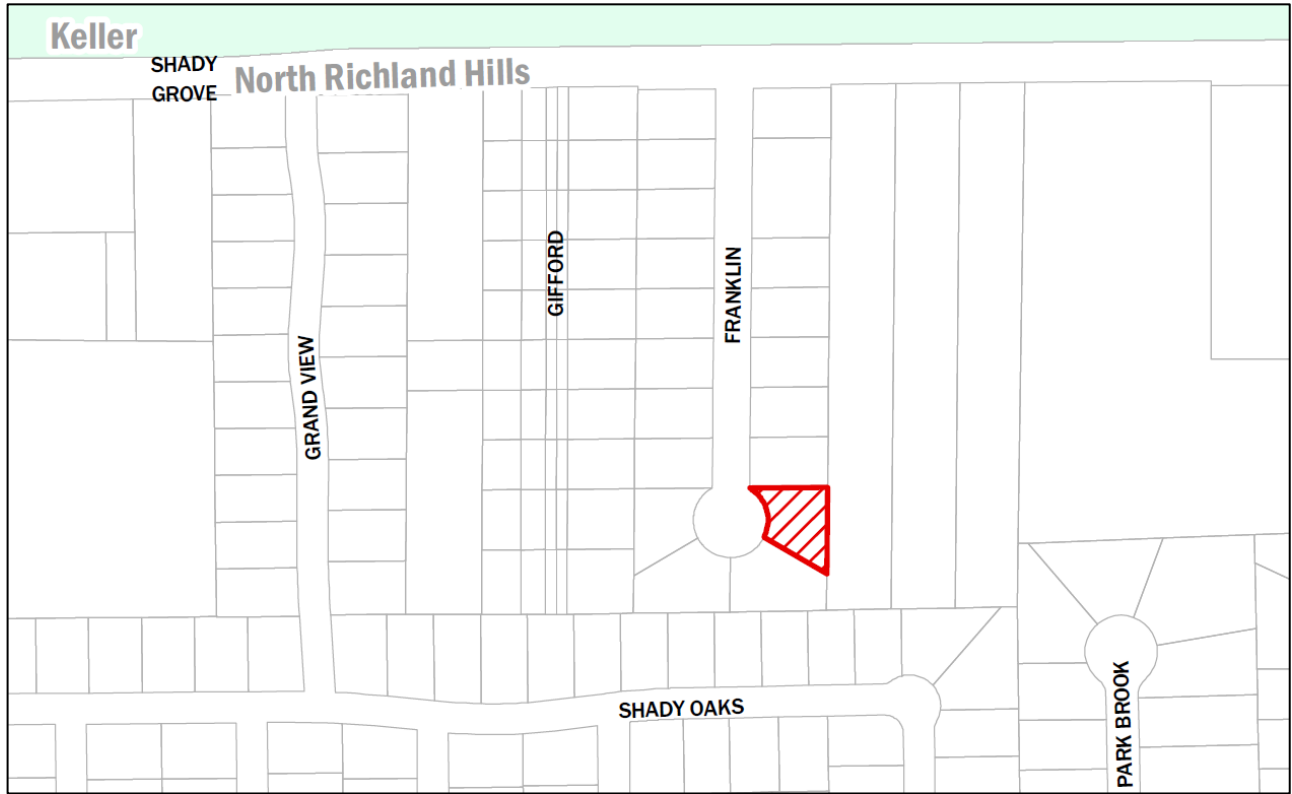 Keller
SHADY
GROVE
North Richland Hills
GIFFORD
FRANKLIN
GRAND VIEW
SHADY OAKS
PARK BROOK